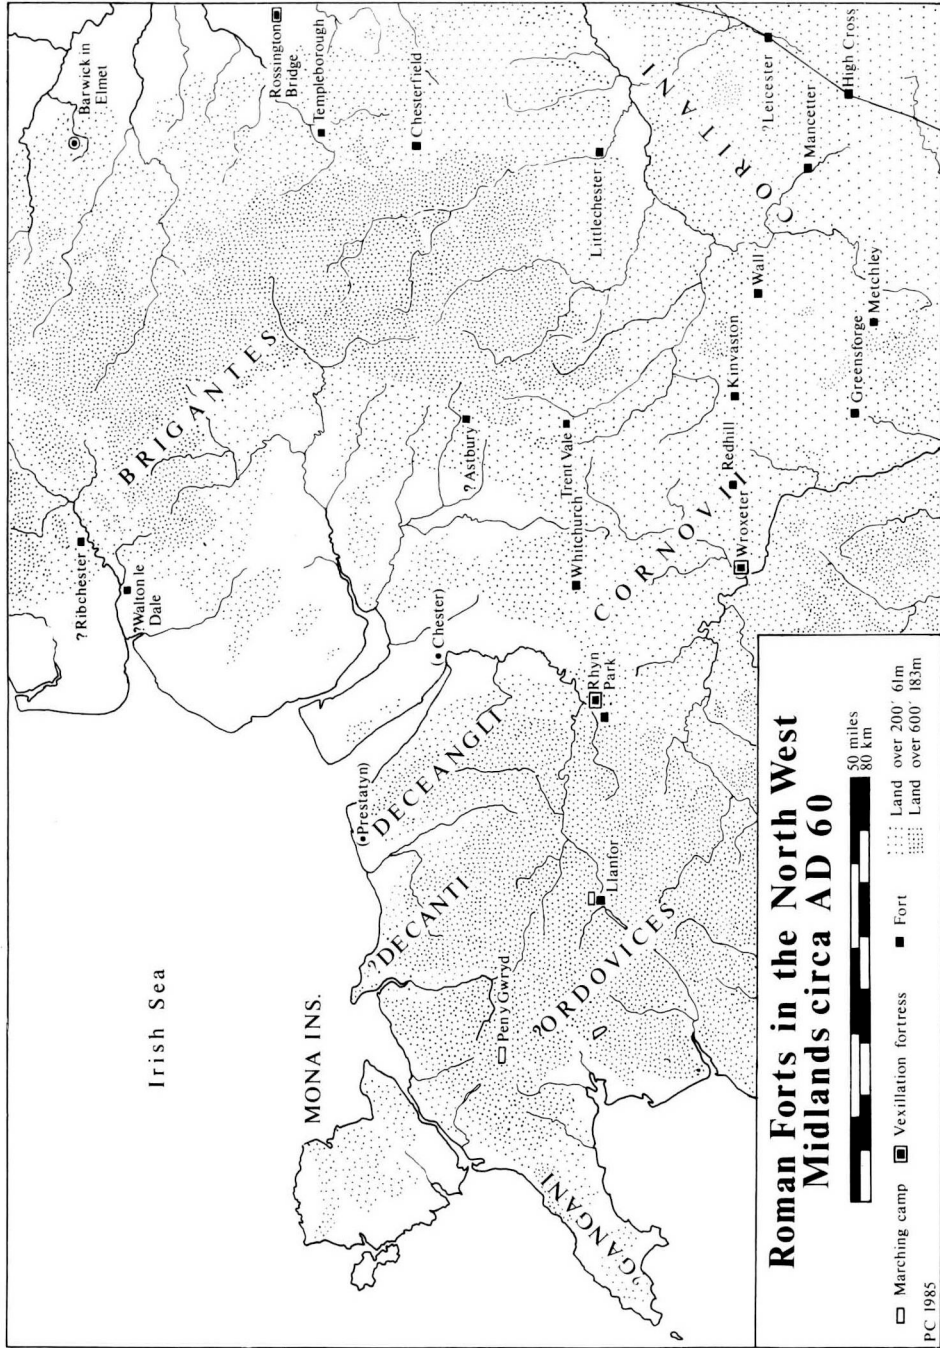 Roman Forts in the North West
Midlands circa AD 60
50 miles
80 km
Marching camp
Vexillation fortress
Fort
Land over 200' 61m
Land over 600' 183m
PC 1985
Irish Sea
MONA INS.
?GANGANI
Pen y Gwryd
?ORDOVICES
?DECANTI
Llanfor
(•Prestatyn)
DECEANGLI
Rhyn
Park
(•Chester)
?Ribchester
?Walton le
Dale
BRIGANTES
Barwick in
Elmet
Rossington
Bridge
Templeborough
Chesterfield
?Astbury
Trent Vale
Whitchurch
CORNOVII
Wroxeter
Redhill
Kinvaston
Littlechester
Wall
CORITANI
?Leicester
Mancetter
High Cross
Metchley
Greensforge